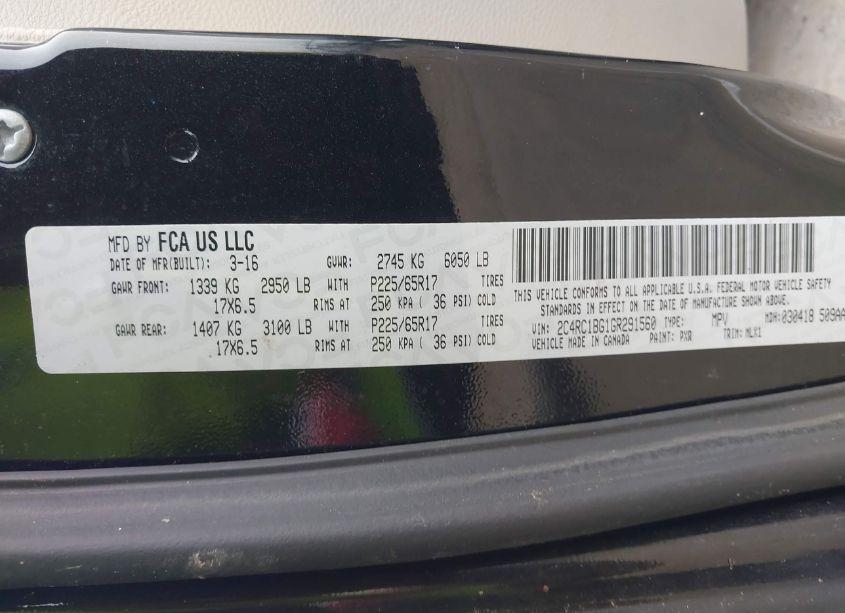 MFD BY FCA US LLC
DATE OF MFR(BUILT): 3-16 GVWR: 2745 KG 6050 LB
GAWR FRONT: 1339 KG 2950 LB WITH P225/65R17 TIRES
17X6.5 RIMS AT 250 KPA ( 36 PSI) COLD
GAWR REAR: 1407 KG 3100 LB WITH P225/65R17 TIRES
17X6.5 RIMS AT 250 KPA ( 36 PSI) COLD
THIS VEHICLE CONFORMS TO ALL APPLICABLE U.S.A. FEDERAL MOTOR VEHICLE SAFETY
STANDARDS IN EFFECT ON THE DATE OF MANUFACTURE SHOWN ABOVE.
VIN: 2C4RC1BG1GR291560 TYPE: MPV MDH: 030418 509AA
VEHICLE MADE IN CANADA PAINT: PXR TRIM: MLX1